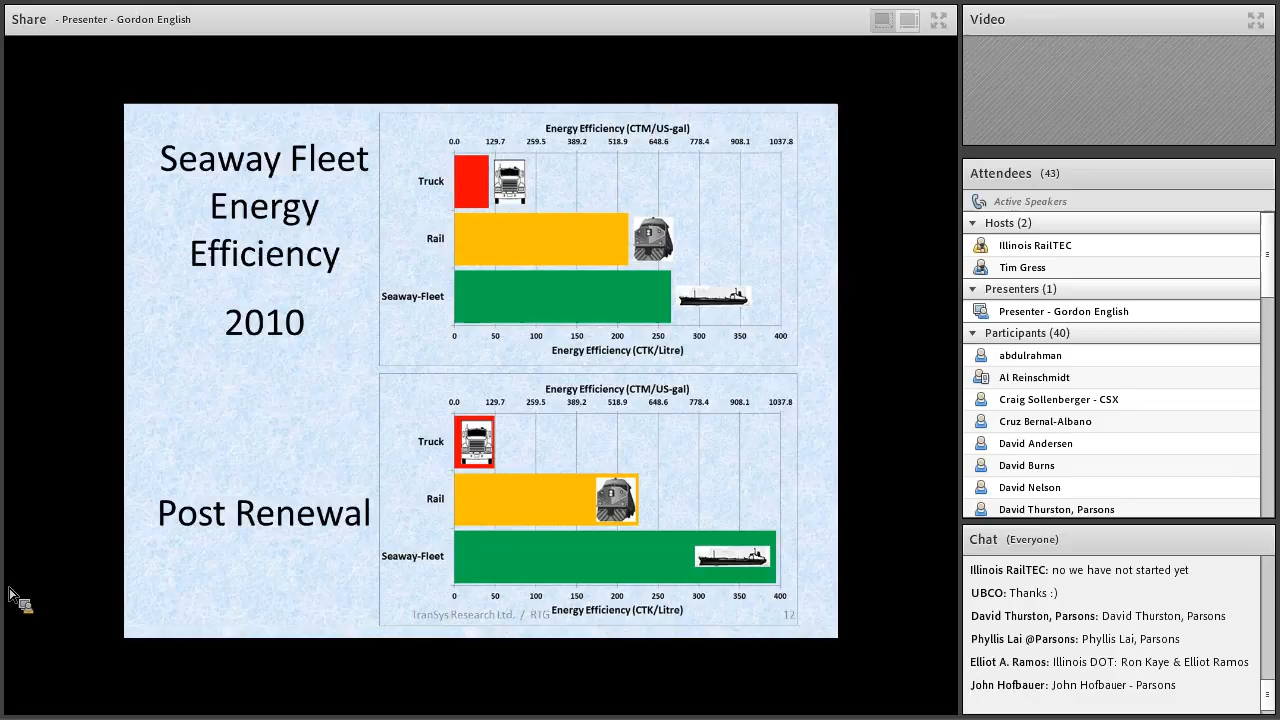 Share - Presenter - Gordon English
Seaway Fleet
Energy
Efficiency
2010
Post Renewal
Energy Efficiency (CTM/US-gal)
0.0 129.7 259.5 389.2 518.9 648.6 778.4 908.1 1037.8
Truck
Rail
Seaway-Fleet
0 50 100 150 200 250 300 350 400
Energy Efficiency (CTK/Litre)
Energy Efficiency (CTM/US-gal)
0.0 129.7 259.5 389.2 518.9 648.6 778.4 908.1 1037.8
Truck
Rail
Seaway-Fleet
0 50 100 150 200 250 300 350 400
Energy Efficiency (CTK/Litre)
TranSys Research Ltd. / RTG
12
Video
Attendees (43)
Active Speakers
Hosts (2)
Illinois RailTEC
Tim Gress
Presenters (1)
Presenter - Gordon English
Participants (40)
abdulrahman
Al Reinschmidt
Craig Sollenberger - CSX
Cruz Bernal-Albano
David Andersen
David Burns
David Nelson
David Thurston, Parsons
Chat (Everyone)
Illinois RailTEC: no we have not started yet
UBCO: Thanks :)
David Thurston, Parsons: David Thurston, Parsons
Phyllis Lai @Parsons: Phyllis Lai, Parsons
Elliot A. Ramos: Illinois DOT: Ron Kaye & Elliot Ramos
John Hofbauer: John Hofbauer - Parsons